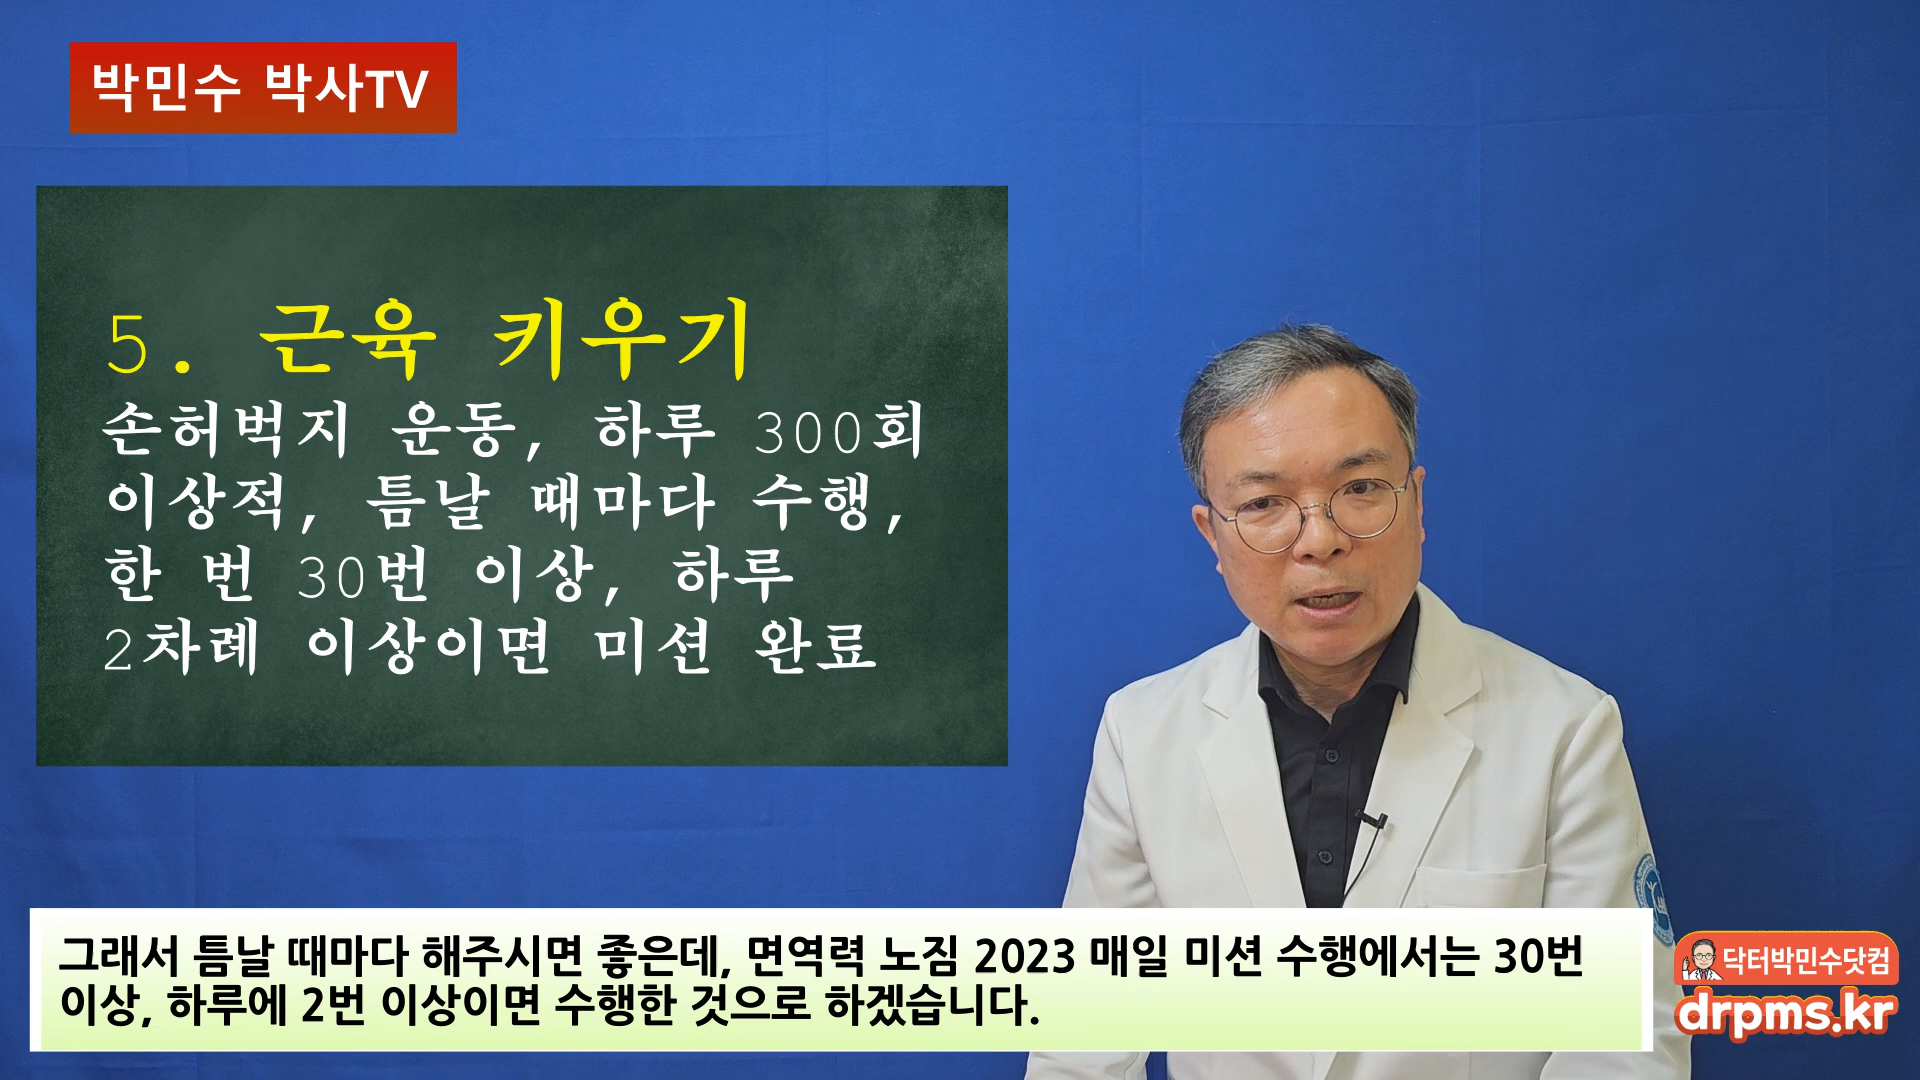 박민수 박사TV
5. 근육 키우기
손허벅지 운동, 하루 300회
이상적, 틈날 때마다 수행,
한 번 30번 이상, 하루
2차례 이상이면 미션 완료
그래서 틈날 때마다 해주시면 좋은데, 면역력 노짐 2023 매일 미션 수행에서는 30번
이상, 하루에 2번 이상이면 수행한 것으로 하겠습니다.
닥터박민수닷컴
drpms.kr